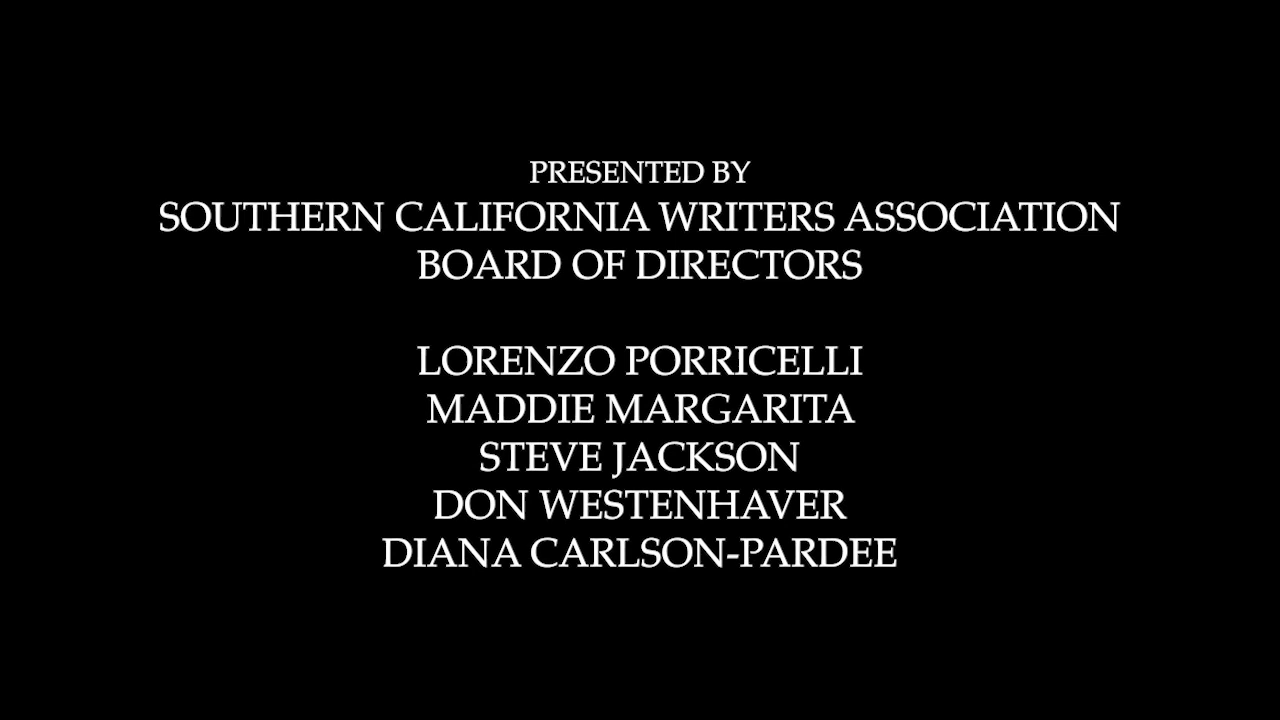 PRESENTED BY
SOUTHERN CALIFORNIA WRITERS ASSOCIATION
BOARD OF DIRECTORS
LORENZO PORRICELLI
MADDIE MARGARITA
STEVE JACKSON
DON WESTENHAVER
DIANA CARLSON-PARDEE